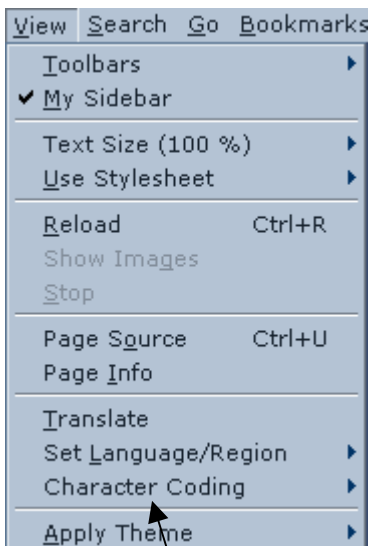 View Search Go Bookmarks
Toolbars
My Sidebar
Text Size (100 %)
Use Stylesheet
Reload Ctrl+R
Show Images
Stop
Page Source Ctrl+U
Page Info
Translate
Set Language/Region
Character Coding
Apply Theme